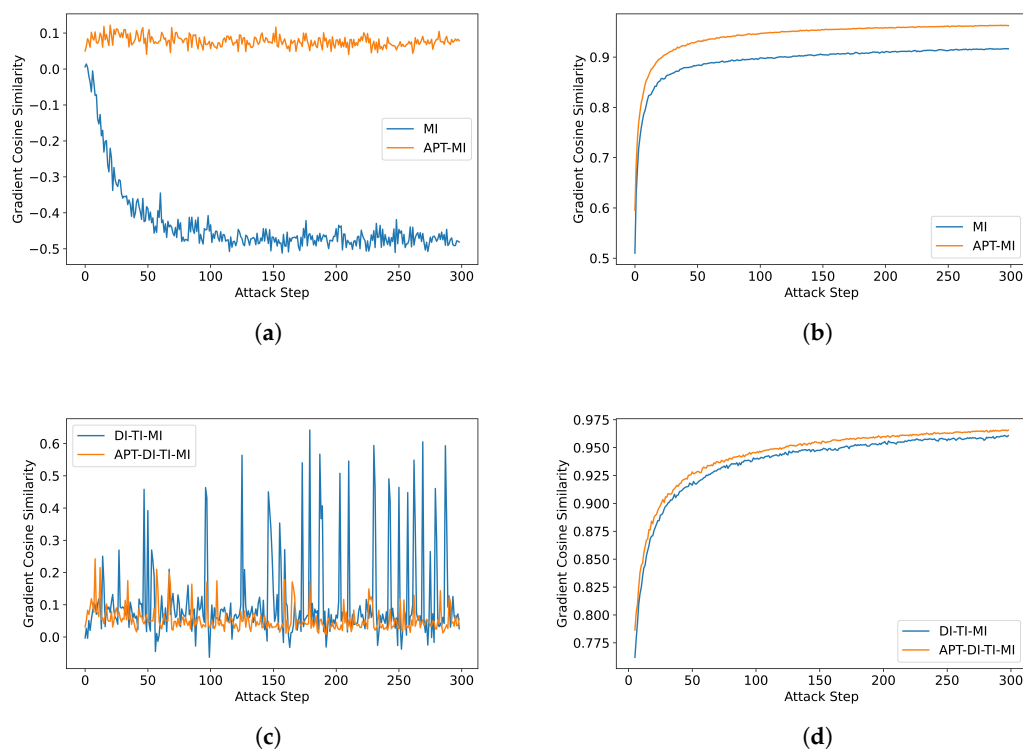 Gradient Cosine Similarity
0.1
0.0
−0.1
−0.2
−0.3
−0.4
−0.5
MI
APT-MI
0 50 100 150 200 250 300
Attack Step
(a)
Gradient Cosine Similarity
0.9
0.8
0.7
0.6
0.5
MI
APT-MI
0 50 100 150 200 250 300
Attack Step
(b)
Gradient Cosine Similarity
0.6
0.5
0.4
0.3
0.2
0.1
0.0
DI-TI-MI
APT-DI-TI-MI
0 50 100 150 200 250 300
Attack Step
(c)
Gradient Cosine Similarity
0.975
0.950
0.925
0.900
0.875
0.850
0.825
0.800
0.775
DI-TI-MI
APT-DI-TI-MI
0 50 100 150 200 250 300
Attack Step
(d)